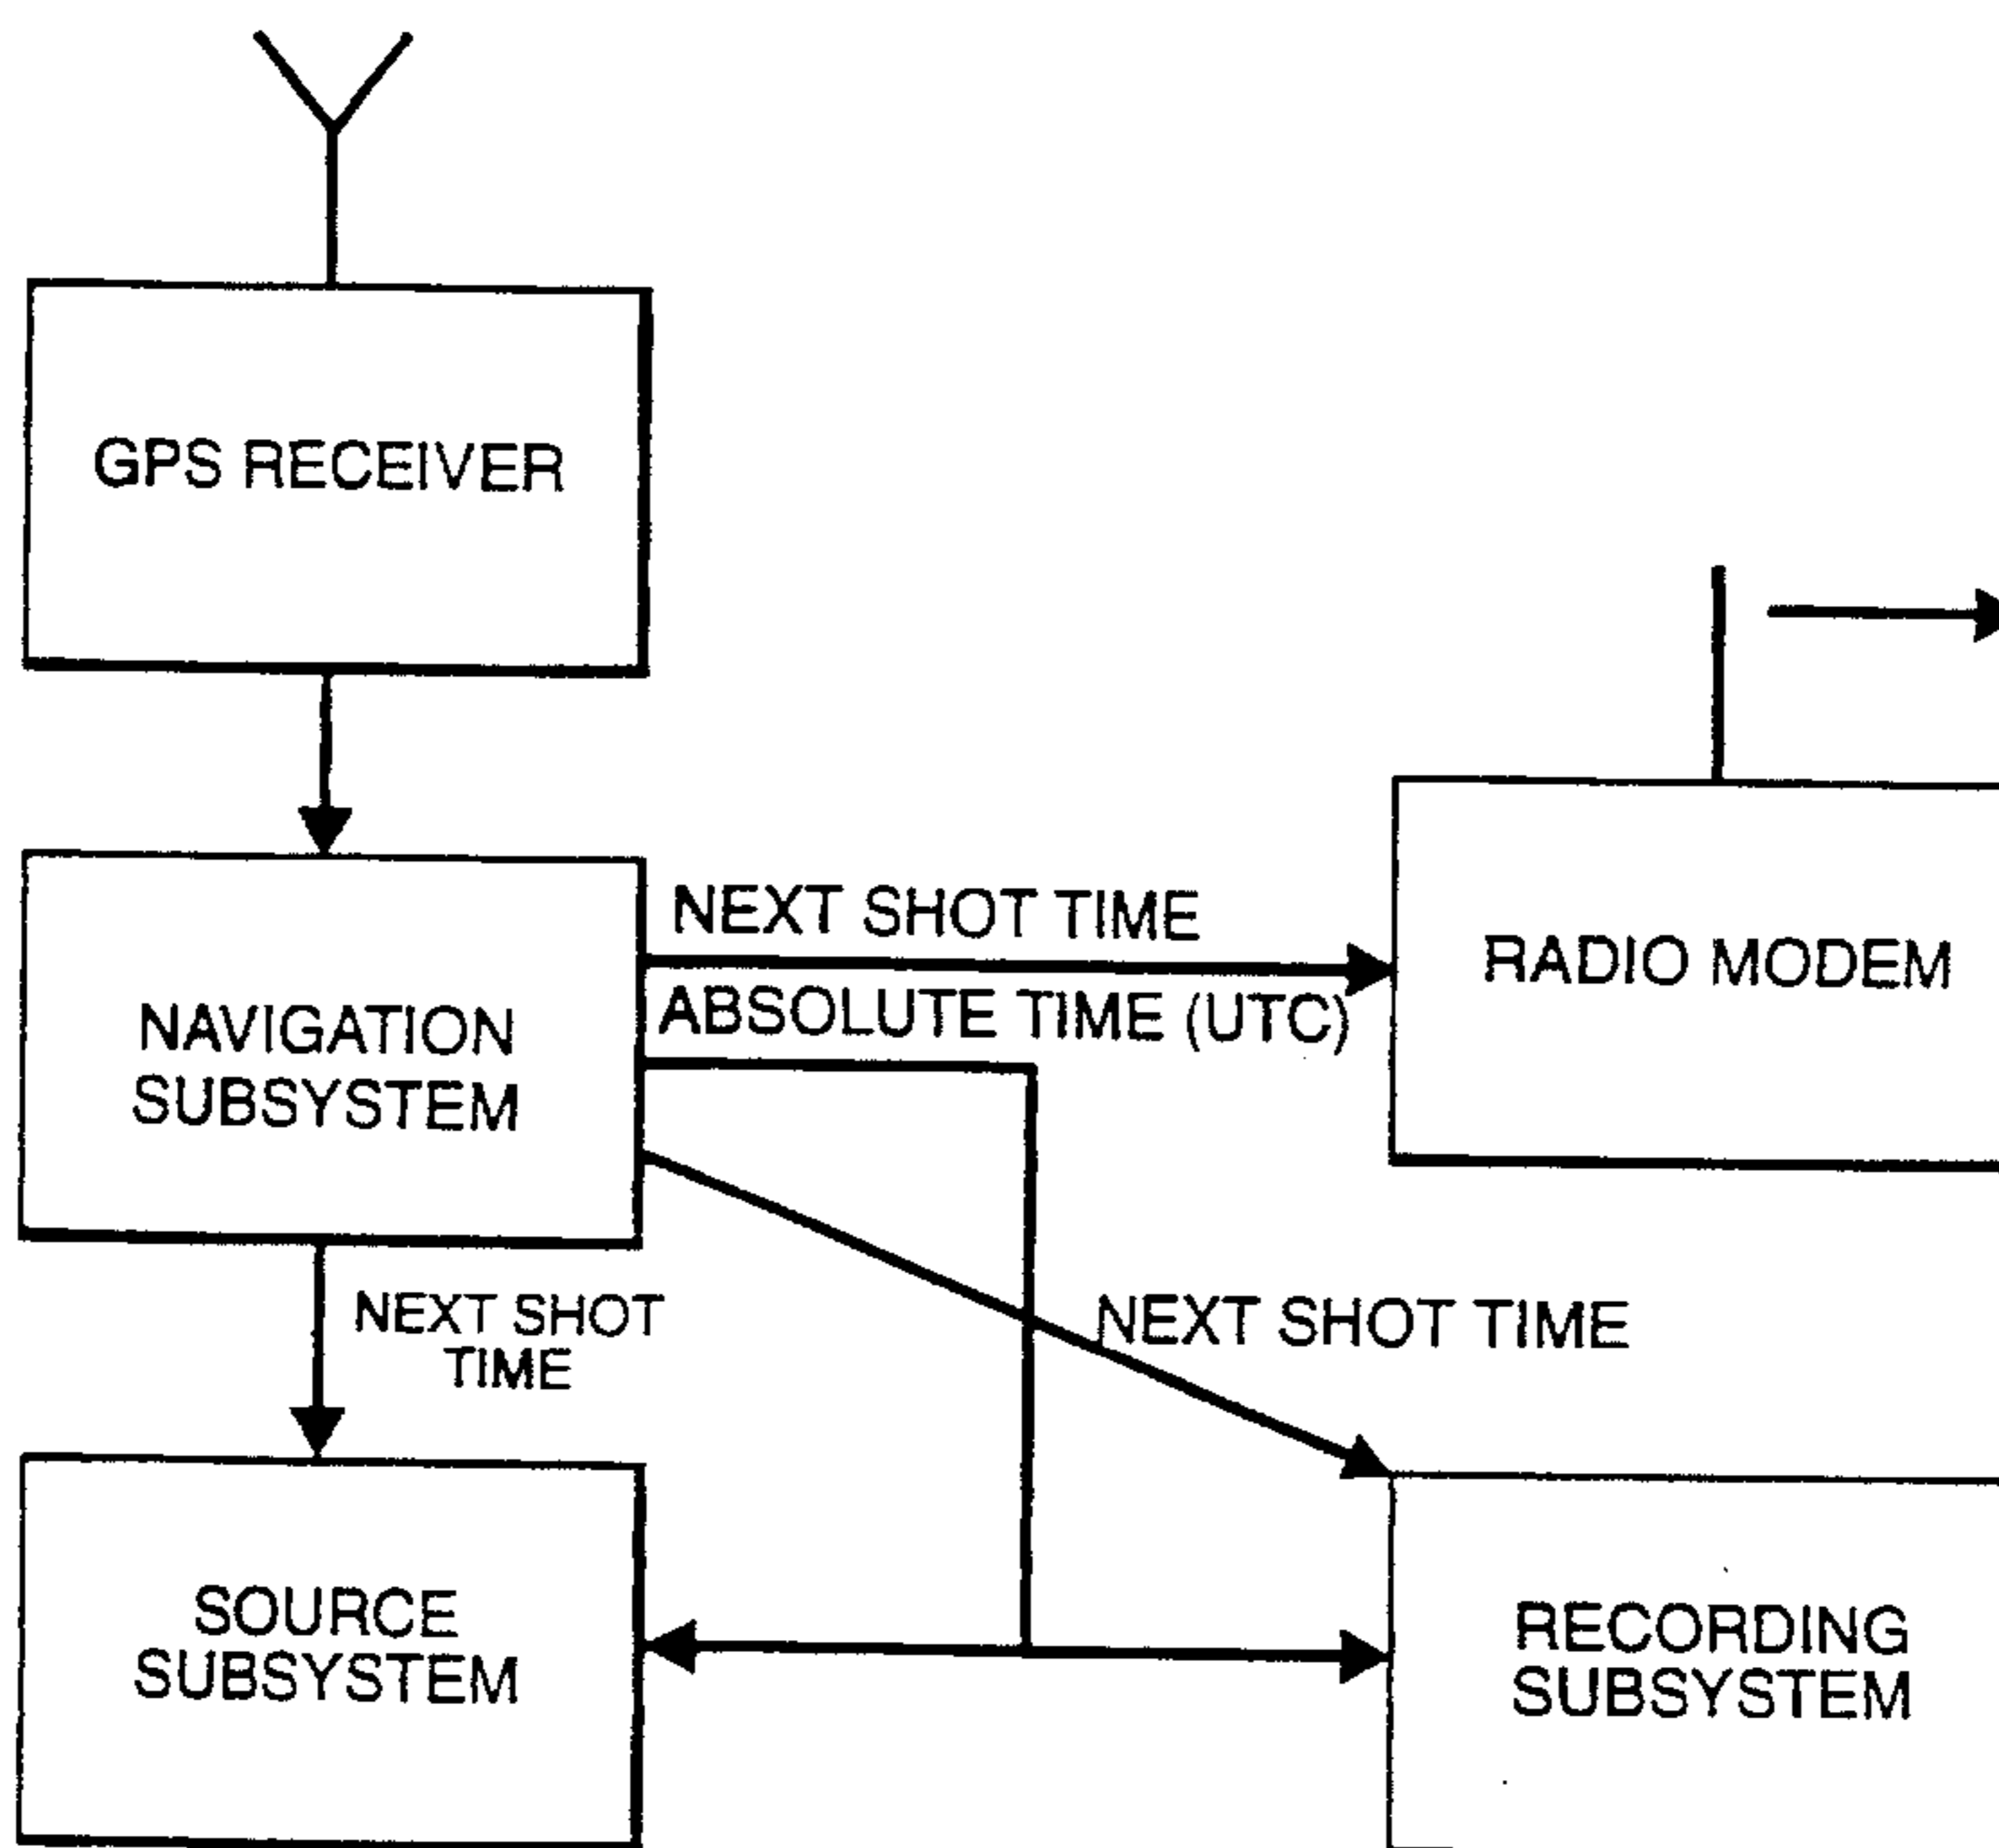 GPS RECEIVER
NEXT SHOT TIME
RADIO MODEM
ABSOLUTE TIME (UTC)
NAVIGATION
SUBSYSTEM
NEXT SHOT
TIME
NEXT SHOT TIME
SOURCE
SUBSYSTEM
RECORDING
SUBSYSTEM